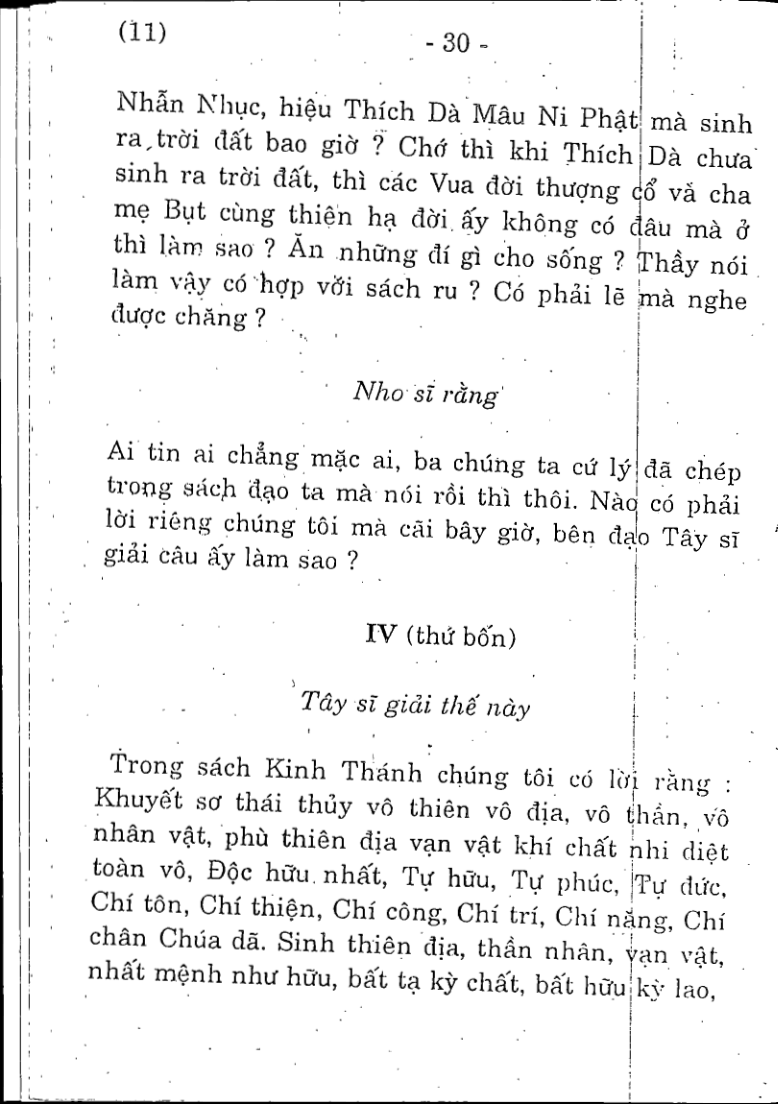 (11)
- 30 -
Nhẫn Nhục, hiệu Thích Dà Mâu Ni Phật mà sinh
ra trời đất bao giờ ? Chớ thì khi Thích Dà chưa
sinh ra trời đất, thì các Vua đời thượng cổ vă cha
mẹ Bụt cùng thiên hạ đời ấy không có đâu mà ở
thì làm sao ? Ăn những đí gì cho sống ? Thầy nói
làm vậy có hợp với sách ru ? Có phải lẽ mà nghe
được chăng ?
Nho sĩ rằng
Ai tin ai chẳng mặc ai, ba chúng ta cứ lý đã chép
trong sách đạo ta mà nói rồi thì thôi. Nào có phải
lời riêng chúng tôi mà cãi bây giờ, bên đạo Tây sĩ
giải câu ấy làm sao ?
IV (thứ bốn)
Tây sĩ giải thế này
Trong sách Kinh Thánh chúng tôi có lời rằng :
Khuyết sơ thái thủy vô thiên vô địa, vô thần, vô
nhân vật, phù thiên địa vạn vật khí chất nhi diệt
toàn vô, Độc hữu nhất, Tự hữu, Tự phúc, Tự đức,
Chí tôn, Chí thiện, Chí công, Chí trí, Chí năng, Chí
chân Chúa dã. Sinh thiên địa, thần nhân, vạn vật,
nhất mệnh như hữu, bất tạ kỳ chất, bất hữu kỳ lao,